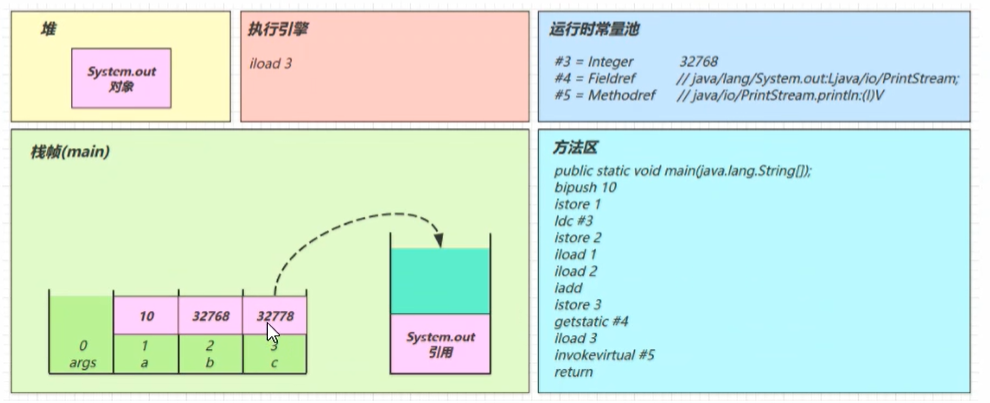 堆
System.out
对象
执行引擎
iload 3
运行时常量池
#3 = Integer 32768
#4 = Fieldref // java/lang/System.out:Ljava/io/PrintStream;
#5 = Methodref // java/io/PrintStream.println:(I)V
栈帧(main)
10 32768 32778
0 1 2 3
args a b c
System.out
引用
方法区
public static void main(java.lang.String[]);
bipush 10
istore 1
ldc #3
istore 2
iload 1
iload 2
iadd
istore 3
getstatic #4
iload 3
invokevirtual #5
return